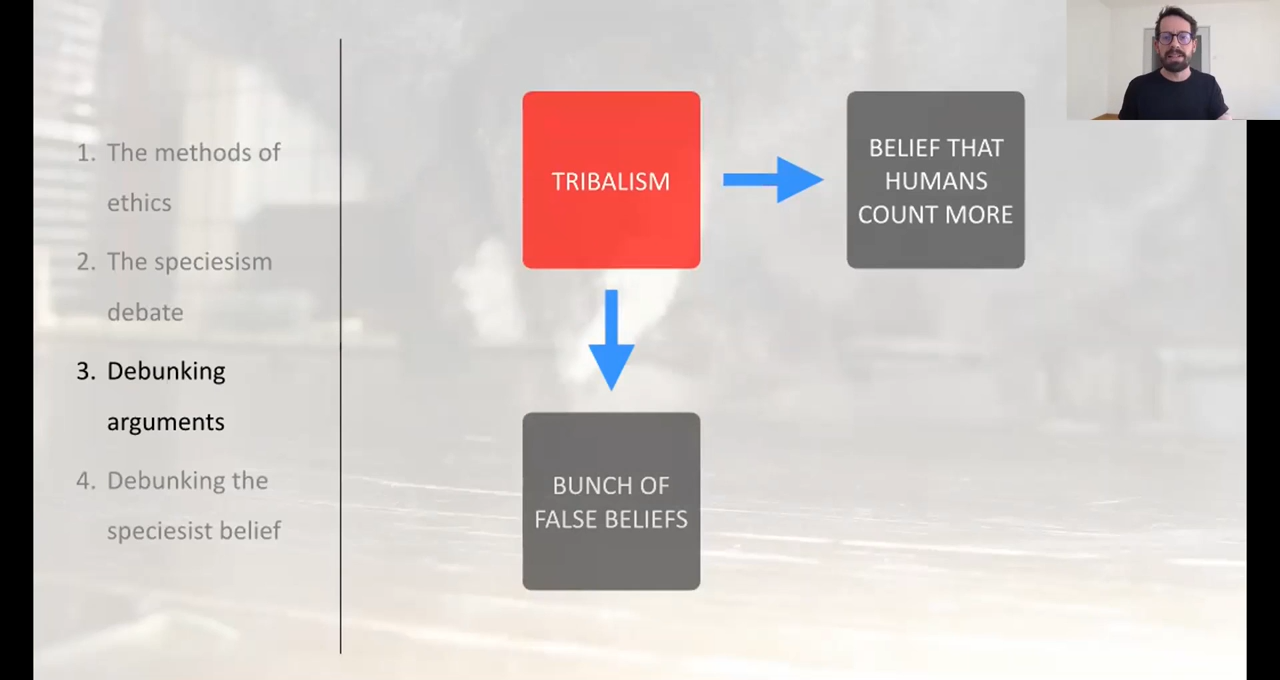 1. The methods of
ethics
2. The speciesism
debate
3. Debunking
arguments
4. Debunking the
speciesist belief
TRIBALISM
BELIEF THAT
HUMANS
COUNT MORE
BUNCH OF
FALSE BELIEFS